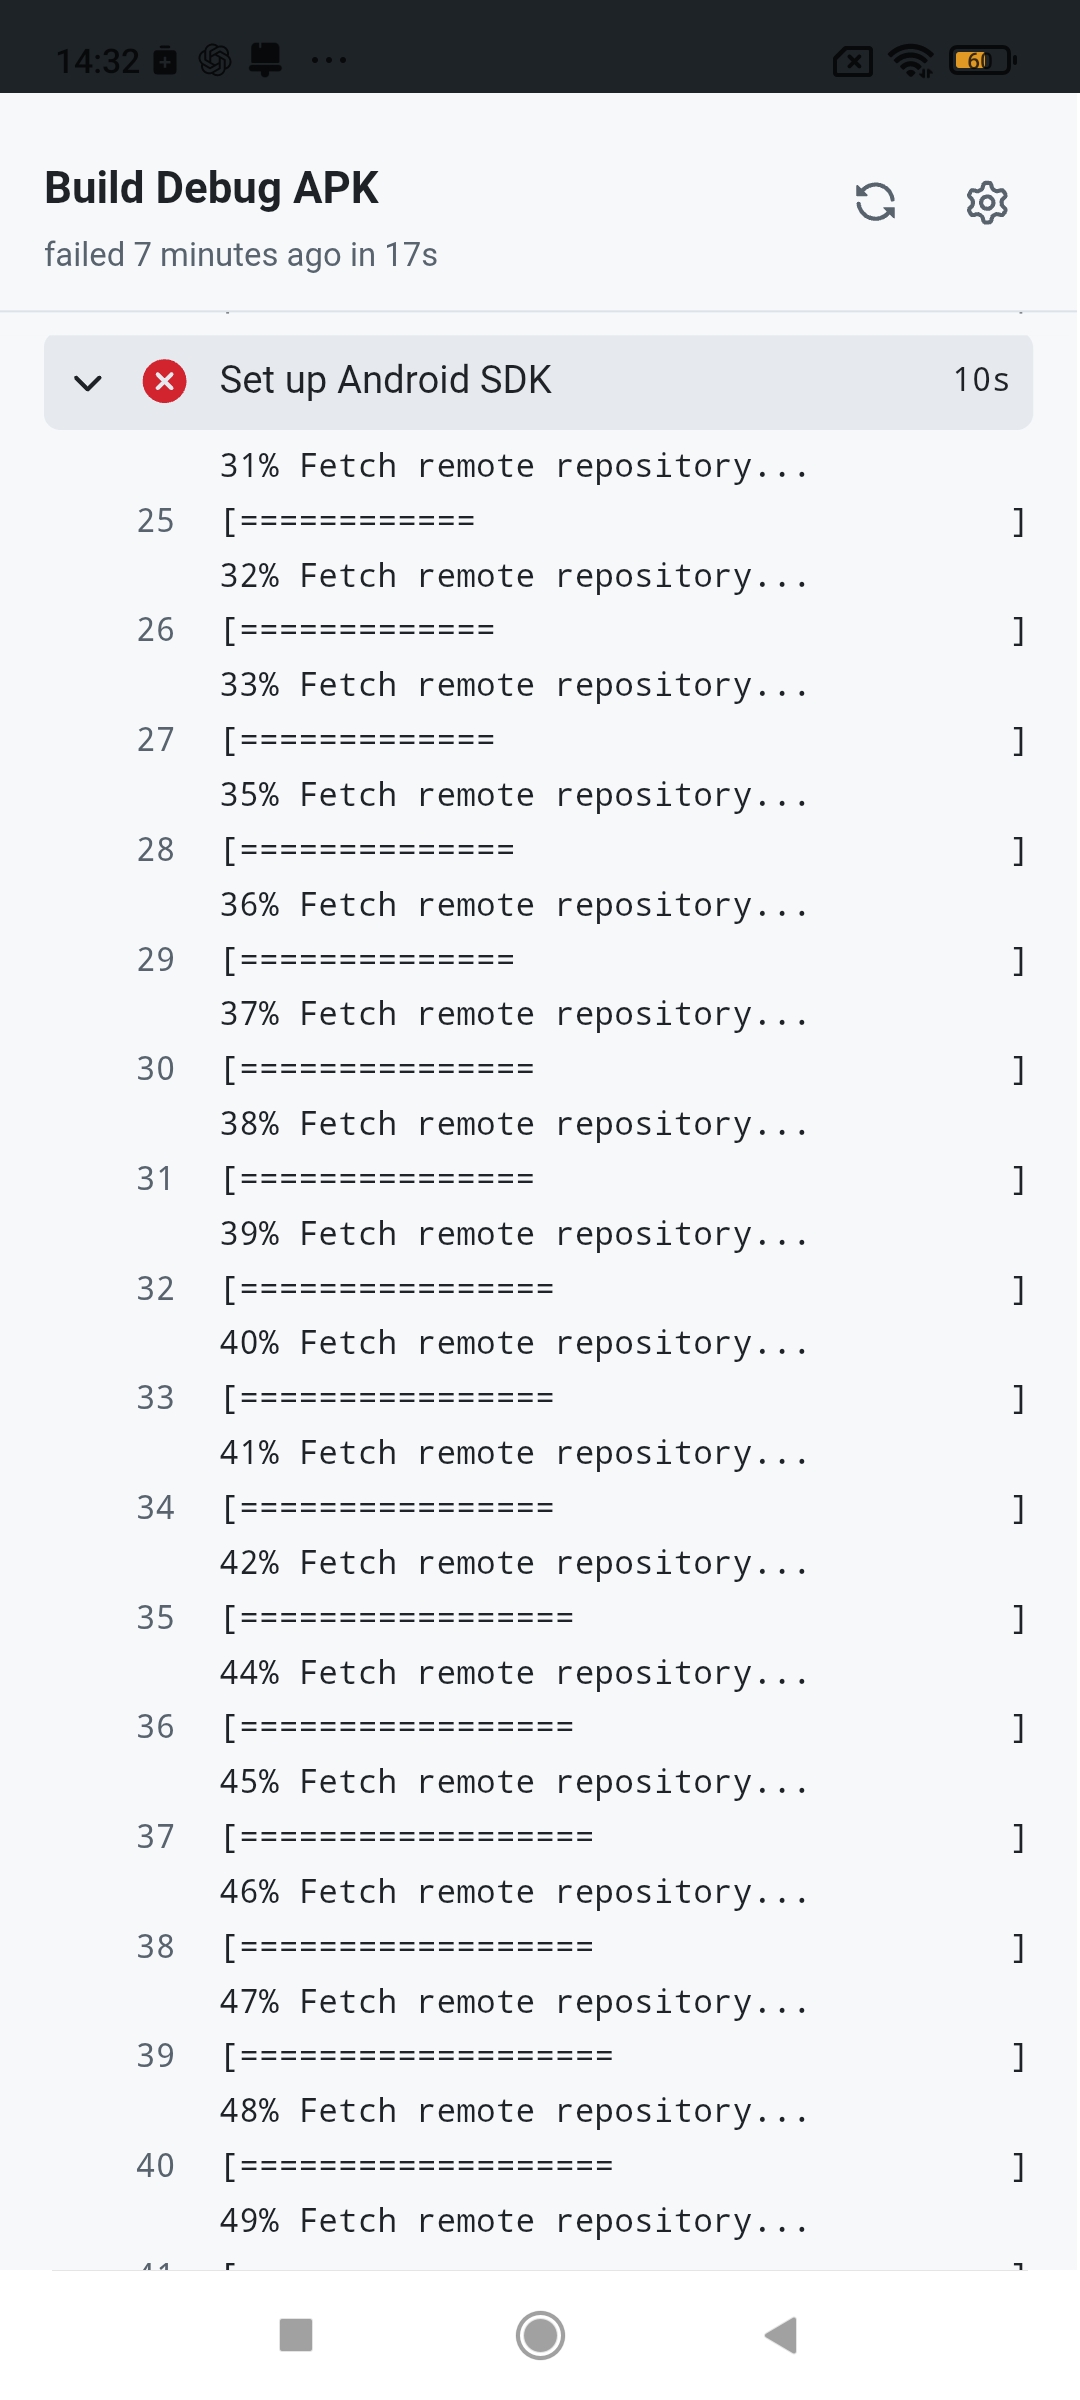 14:32
60
Build Debug APK
failed 7 minutes ago in 17s
Set up Android SDK 10s
31% Fetch remote repository...
25 [============ ]
32% Fetch remote repository...
26 [============= ]
33% Fetch remote repository...
27 [============= ]
35% Fetch remote repository...
28 [============== ]
36% Fetch remote repository...
29 [============== ]
37% Fetch remote repository...
30 [=============== ]
38% Fetch remote repository...
31 [=============== ]
39% Fetch remote repository...
32 [================ ]
40% Fetch remote repository...
33 [================ ]
41% Fetch remote repository...
34 [================ ]
42% Fetch remote repository...
35 [================= ]
44% Fetch remote repository...
36 [================= ]
45% Fetch remote repository...
37 [================== ]
46% Fetch remote repository...
38 [================== ]
47% Fetch remote repository...
39 [=================== ]
48% Fetch remote repository...
40 [=================== ]
49% Fetch remote repository...